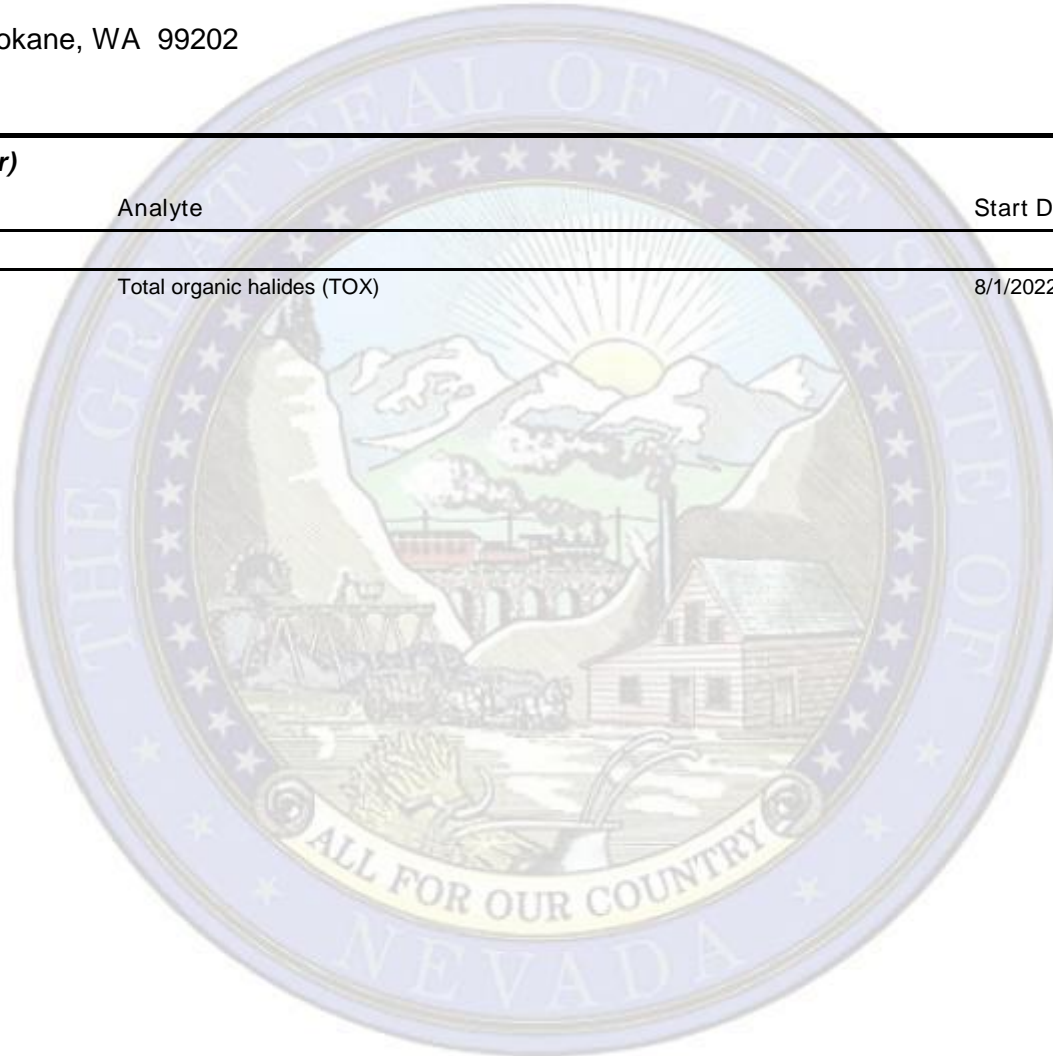 okane, WA 99202
r)
Analyte Start D
Total organic halides (TOX) 8/1/2022
THE GREAT SEAL OF THE STATE OF
ALL FOR OUR COUNTRY
NEVADA